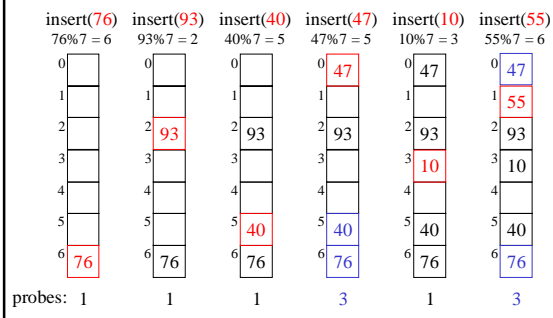 insert(76) insert(93) insert(40) insert(47) insert(10) insert(55)
76%7 = 6 93%7 = 2 40%7 = 5 47%7 = 5 10%7 = 3 55%7 = 6
0 0 0 0 47 0 47 0 47
1 1 1 1 1 1 55
2 2 93 2 93 2 93 2 93 2 93
3 3 3 3 3 10 3 10
4 4 4 4 4 4
5 5 5 40 5 40 5 40 5 40
6 76 6 76 6 76 6 76 6 76 6 76
probes: 1 1 1 3 1 3